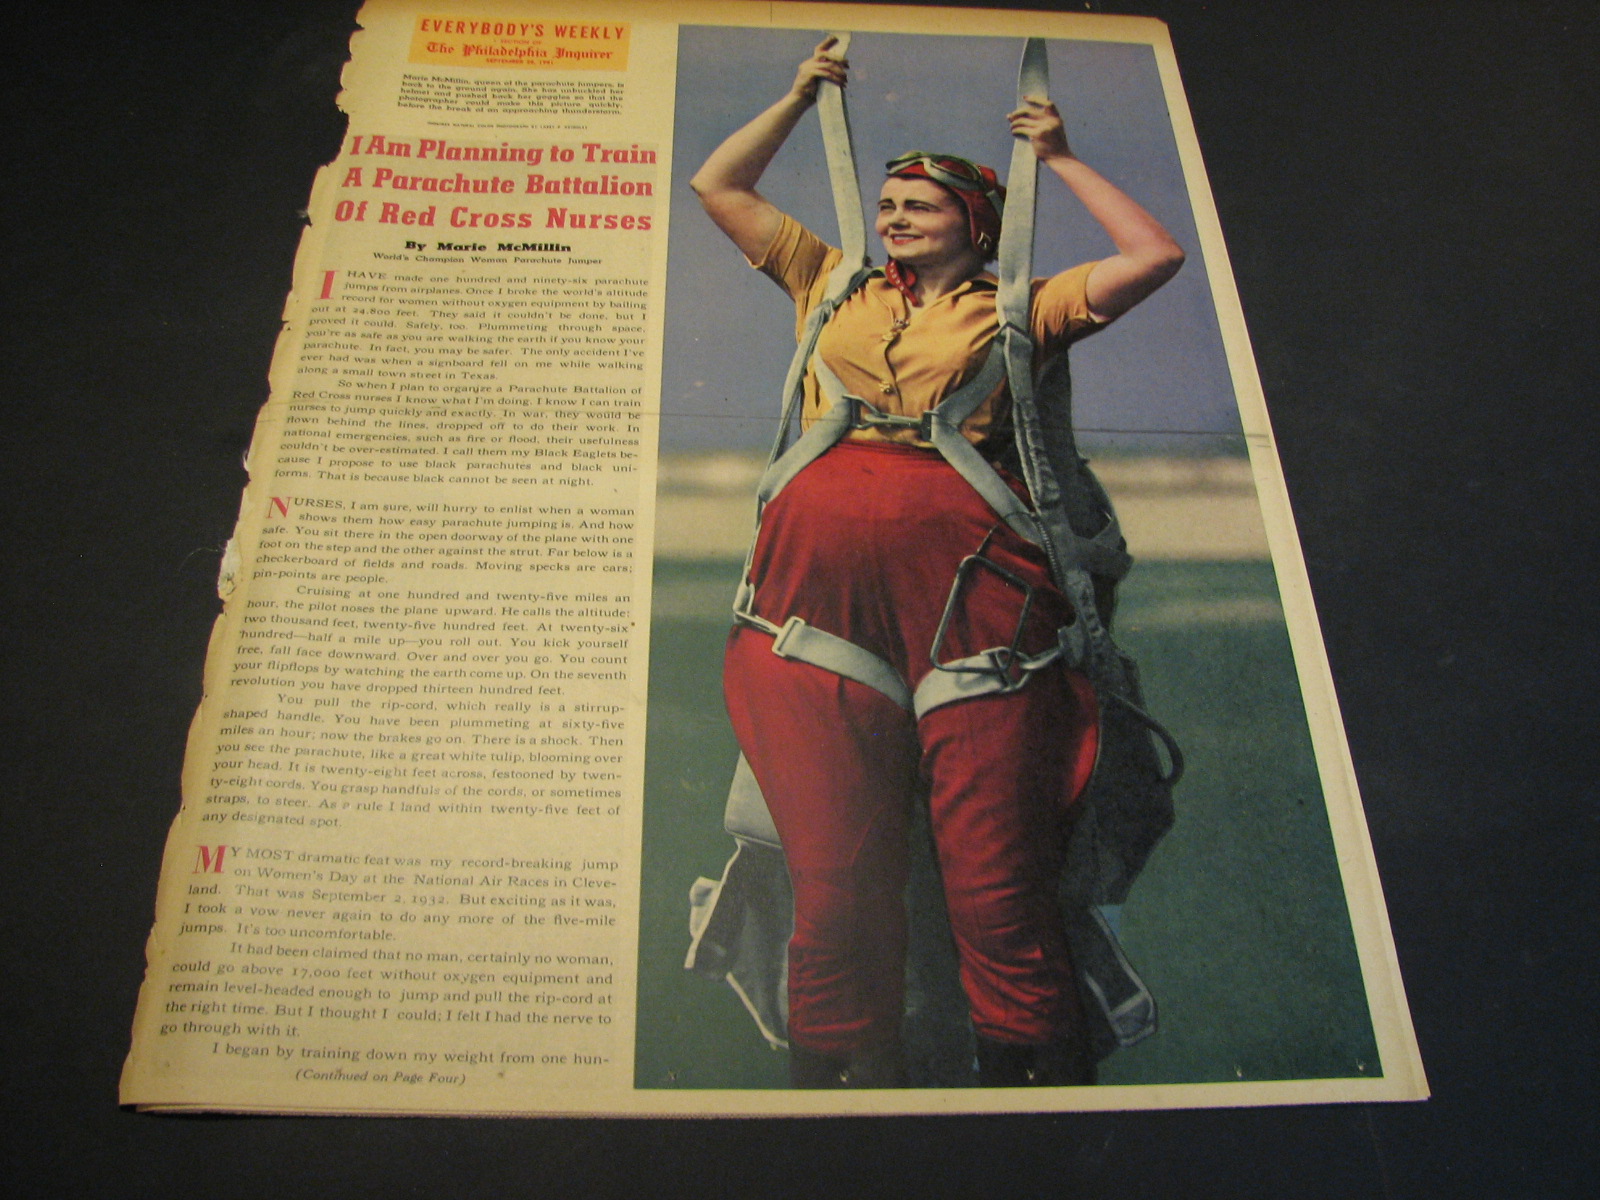 EVERYBODY'S WEEKLY
The Philadelphia Inquirer
Marie McMillin, queen of the parachute jumpers, is
back to the ground again. She has unbuckled her
helmet and pushed back her goggles so that the
photographer could make this picture quickly,
before the break of an approaching thunderstorm.
I Am Planning to Train
A Parachute Battalion
Of Red Cross Nurses
By Marie McMillin
World's Champion Woman Parachute Jumper
I HAVE made one hundred and ninety-six parachute
jumps from airplanes. Once I broke the world's altitude
record for women without oxygen equipment by bailing
out at 24,800 feet. They said it couldn't be done, but I
proved it could. Safely, too. Plummeting through space,
you're as safe as you are walking the earth if you know your
parachute. In fact, you may be safer. The only accident I've
ever had was when a signboard fell on me while walking
along a small town street in Texas.
So when I plan to organize a Parachute Battalion of
Red Cross nurses I know what I'm doing. I know I can train
nurses to jump quickly and exactly. In war, they would be
flown behind the lines, dropped off to do their work. In
national emergencies, such as fire or flood, their usefulness
couldn't be over-estimated. I call them my Black Eaglets be-
cause I propose to use black parachutes and black uni-
forms. That is because black cannot be seen at night.
NURSES, I am sure, will hurry to enlist when a woman
shows them how easy parachute jumping is. And how
safe. You sit there in the open doorway of the plane with one
foot on the step and the other against the strut. Far below is a
checkerboard of fields and roads. Moving specks are cars;
pin-points are people.
Cruising at one hundred and twenty-five miles an
hour, the pilot noses the plane upward. He calls the altitude:
two thousand feet, twenty-five hundred feet. At twenty-six
hundred—half a mile up—you roll out. You kick yourself
free, fall face downward. Over and over you go. You count
your flipflops by watching the earth come up. On the seventh
revolution you have dropped thirteen hundred feet.
You pull the rip-cord, which really is a stirrup-
shaped handle. You have been plummeting at sixty-five
miles an hour; now the brakes go on. There is a shock. Then
you see the parachute, like a great white tulip, blooming over
your head. It is twenty-eight feet across, festooned by twen-
ty-eight cords. You grasp handfuls of the cords, or sometimes
straps, to steer. As a rule I land within twenty-five feet of
any designated spot.
MY MOST dramatic feat was my record-breaking jump
on Women's Day at the National Air Races in Cleve-
land. That was September 2, 1932. But exciting as it was,
I took a vow never again to do any more of the five-mile
jumps. It's too uncomfortable.
It had been claimed that no man, certainly no woman,
could go above 17,000 feet without oxygen equipment and
remain level-headed enough to jump and pull the rip-cord at
the right time. But I thought I could; I felt I had the nerve to
go through with it.
I began by training down my weight from one hun-
(Continued on Page Four)